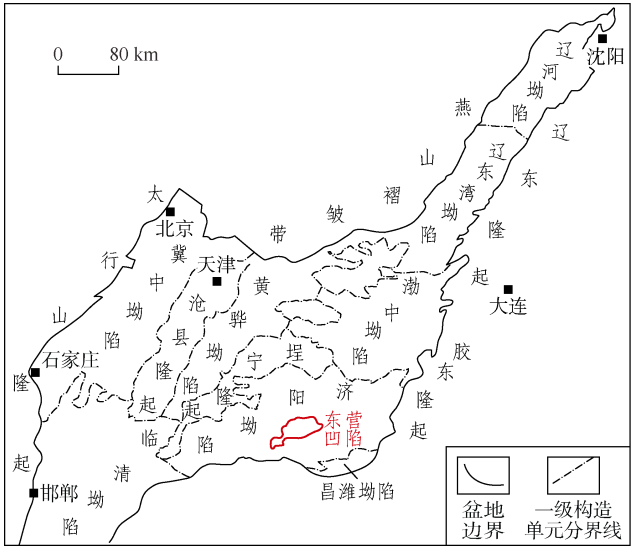 0 80 km
沈阳
辽河坳陷
燕山褶皱带
辽东隆起
辽东湾坳陷
太行山隆起
北京
冀中坳陷
天津
沧县隆起
黄骅坳陷
渤中坳陷
大连
埕宁隆起
石家庄
济阳坳陷
胶东隆起
东营
凹陷
临清坳陷
昌潍坳陷
邯郸
盆地
边界
一级构造
单元分界线